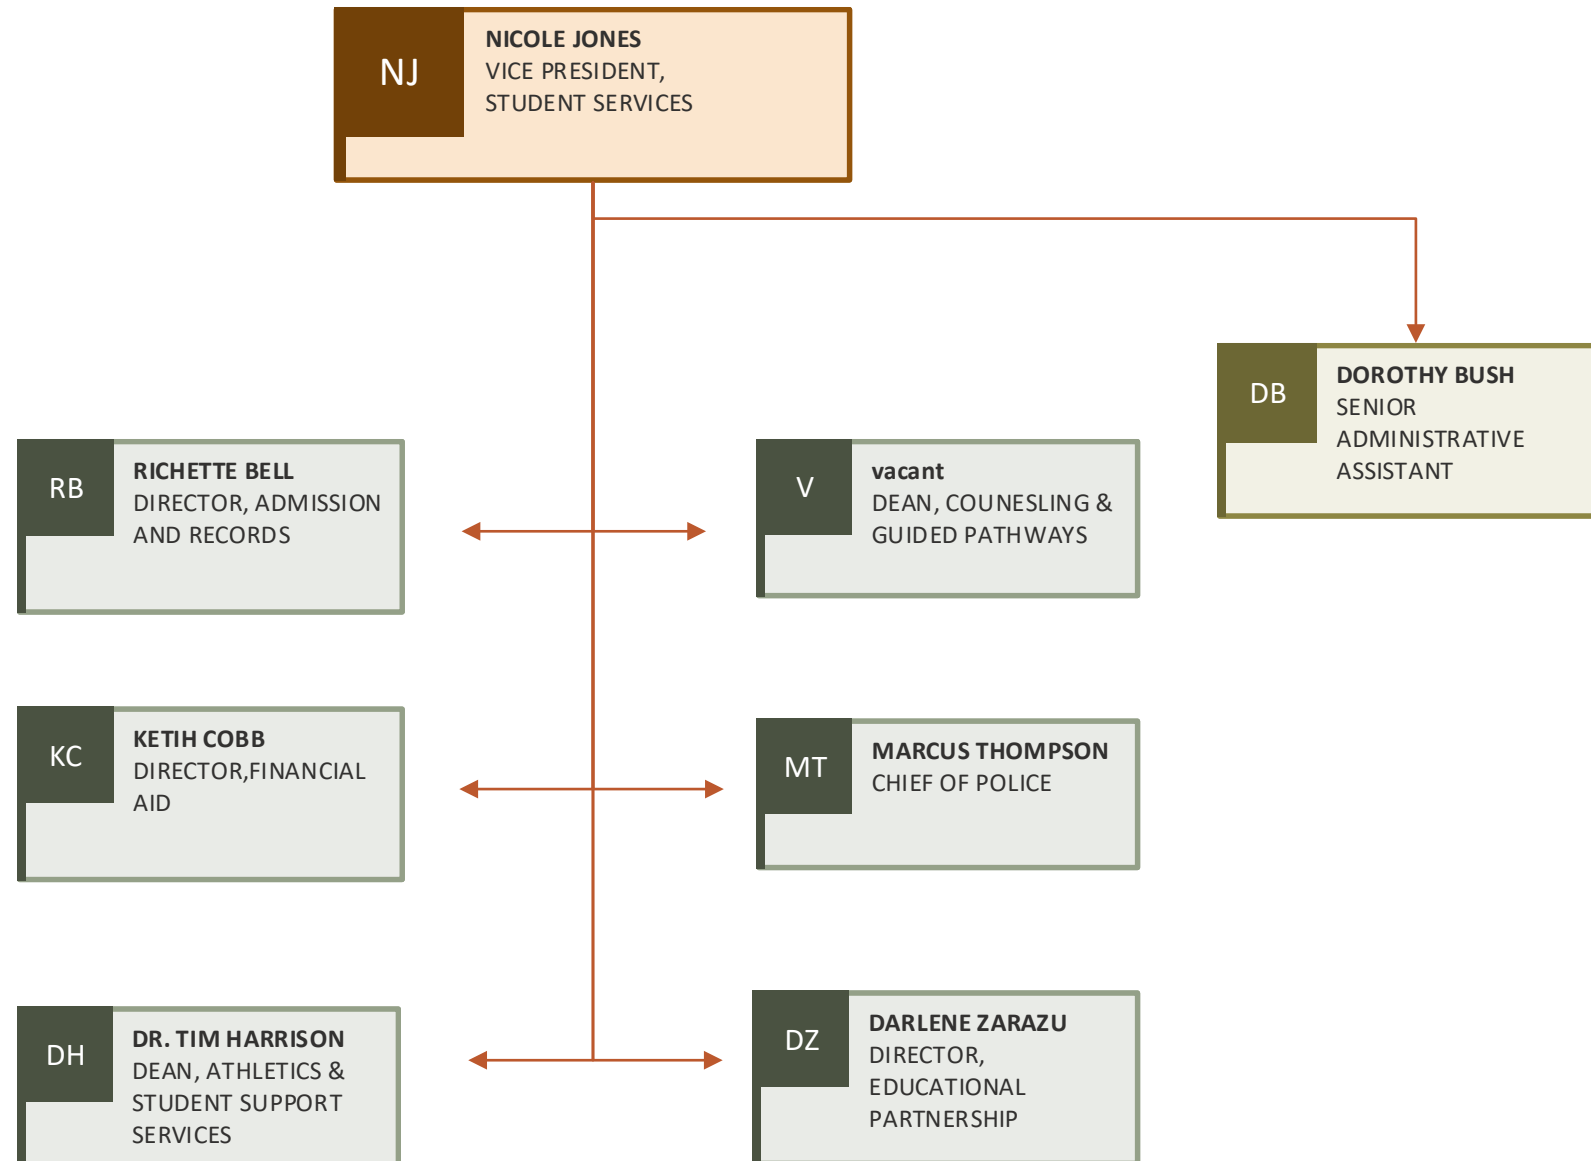 NJ
NICOLE JONES
VICE PRESIDENT,
STUDENT SERVICES
DB
DOROTHY BUSH
SENIOR
ADMINISTRATIVE
ASSISTANT
RB
RICHETTE BELL
DIRECTOR, ADMISSION
AND RECORDS
V
vacant
DEAN, COUNESLING &
GUIDED PATHWAYS
KC
KETIH COBB
DIRECTOR,FINANCIAL
AID
MT
MARCUS THOMPSON
CHIEF OF POLICE
DH
DR. TIM HARRISON
DEAN, ATHLETICS &
STUDENT SUPPORT
SERVICES
DZ
DARLENE ZARAZU
DIRECTOR,
EDUCATIONAL
PARTNERSHIP